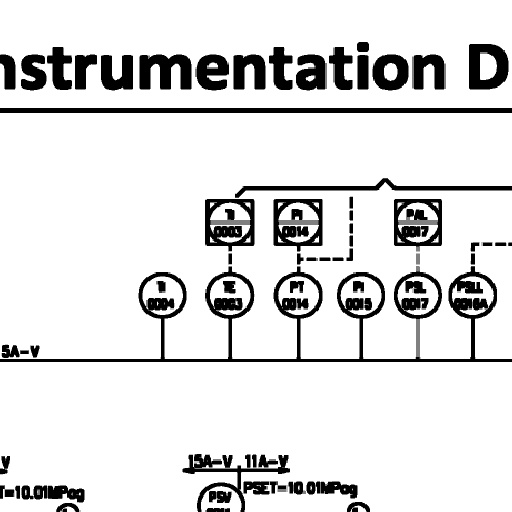 nstrumentation D
TI PI PAL
0003 0014 0017
TI TE PT PI PSL PSLL
0004 0003 0014 0015 0017 0016A
5A-V
V 15A-V 11A-V
T=10.01MPag PSV PSET=10.01MPag